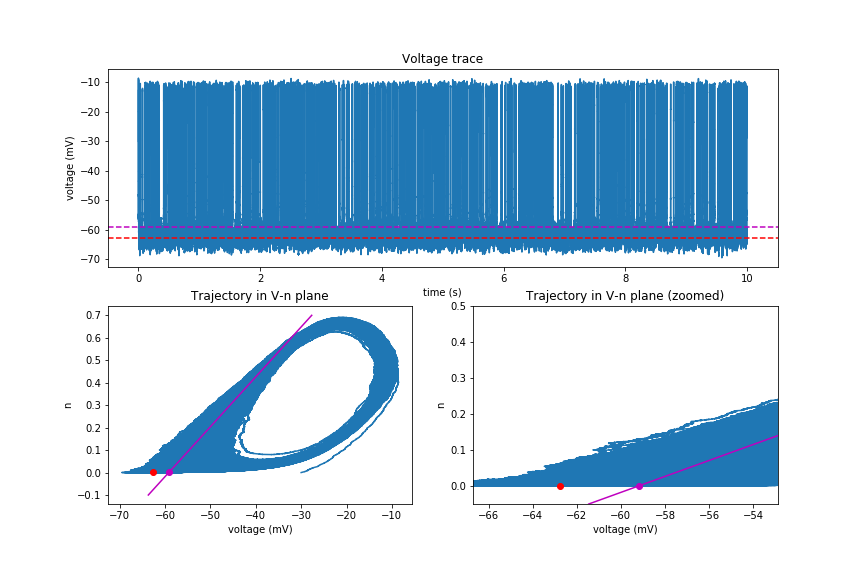 Voltage trace
voltage (mV)
−10
−20
−30
−40
−50
−60
−70
0 2 4 6 8 10
time (s)
Trajectory in V-n plane
n
0.7
0.6
0.5
0.4
0.3
0.2
0.1
0.0
−0.1
−70 −60 −50 −40 −30 −20 −10
voltage (mV)
Trajectory in V-n plane (zoomed)
n
0.5
0.4
0.3
0.2
0.1
0.0
−66 −64 −62 −60 −58 −56 −54
voltage (mV)